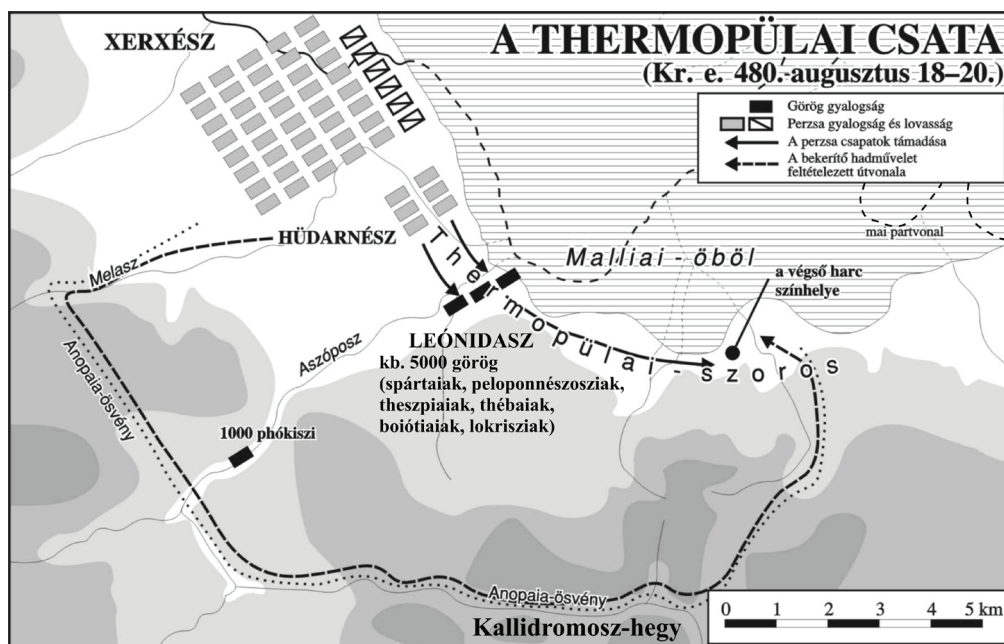 A THERMOPÜLAI CSATA
(Kr. e. 480. augusztus 18–20.)
Görög gyalogság
Perzsa gyalogság és lovasság
A perzsa csapatok támadása
A bekerítő hadművelet
feltételezett útvonala
XERXÉSZ
mai partvonal
HÜDARNÉSZ
Melasz
Malliai-öböl
a végső harc
színhelye
Thermopülai-szoros
LEONIDASZ
kb. 5000 görög
(spártaiak, peloponnészosziak,
theszpiaiak, thébaiak,
boiótiaiak, lokrisziak)
Aszóposz
Anopaia-ösvény
1000 phókiszi
Anopaia-ösvény
Kallidromosz-hegy
0 1 2 3 4 5 km